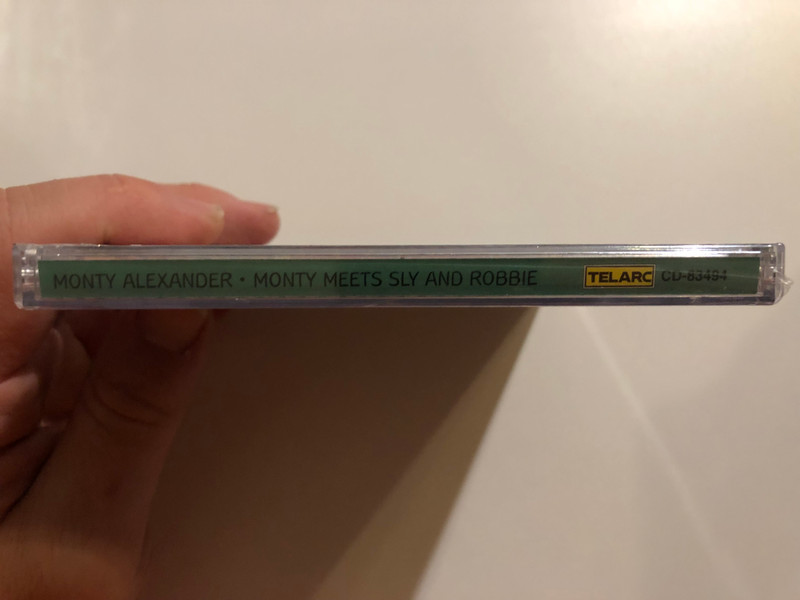 MONTY ALEXANDER • MONTY MEETS SLY AND ROBBIE TELARC CD-83494